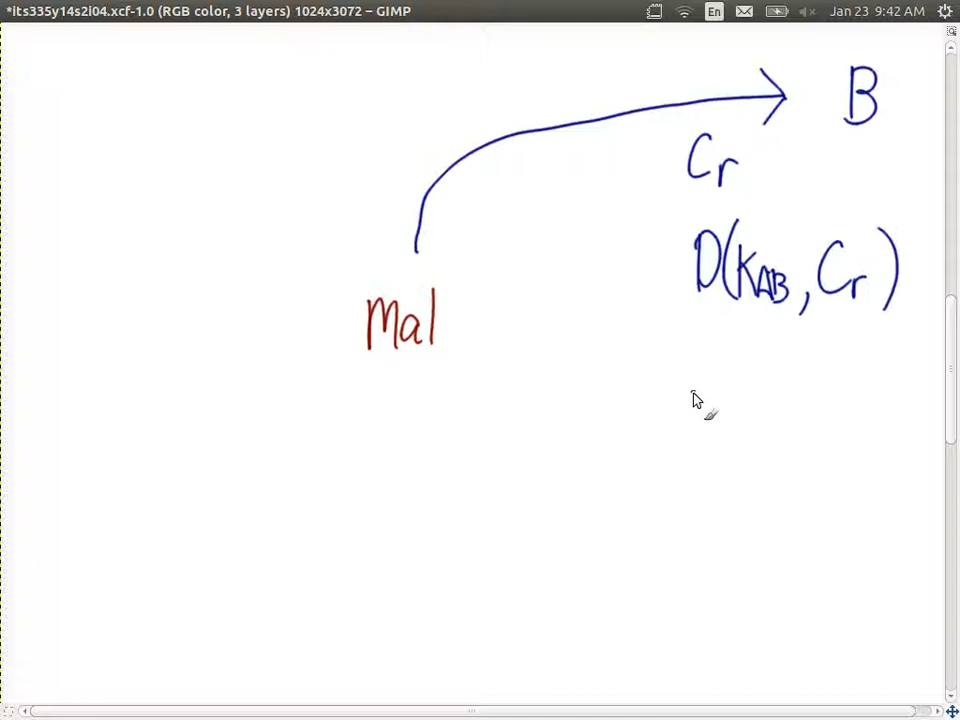 *its335y14s2i04.xcf-1.0 (RGB color, 3 layers) 1024x3072 – GIMP En Jan 23 9:42 AM
B
Cr
D(KAB, Cr)
Mal